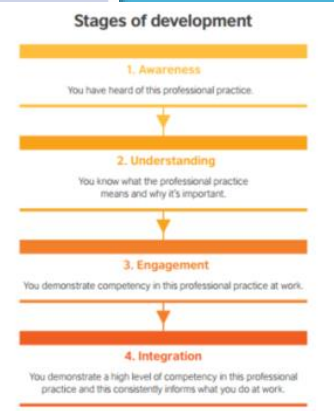 Stages of development
1. Awareness
You have heard of this professional practice.
2. Understanding
You know what the professional practice
means and why it's important.
3. Engagement
You demonstrate competency in this professional practice at work.
4. Integration
You demonstrate a high level of competency in this professional
practice and this consistently informs what you do at work.